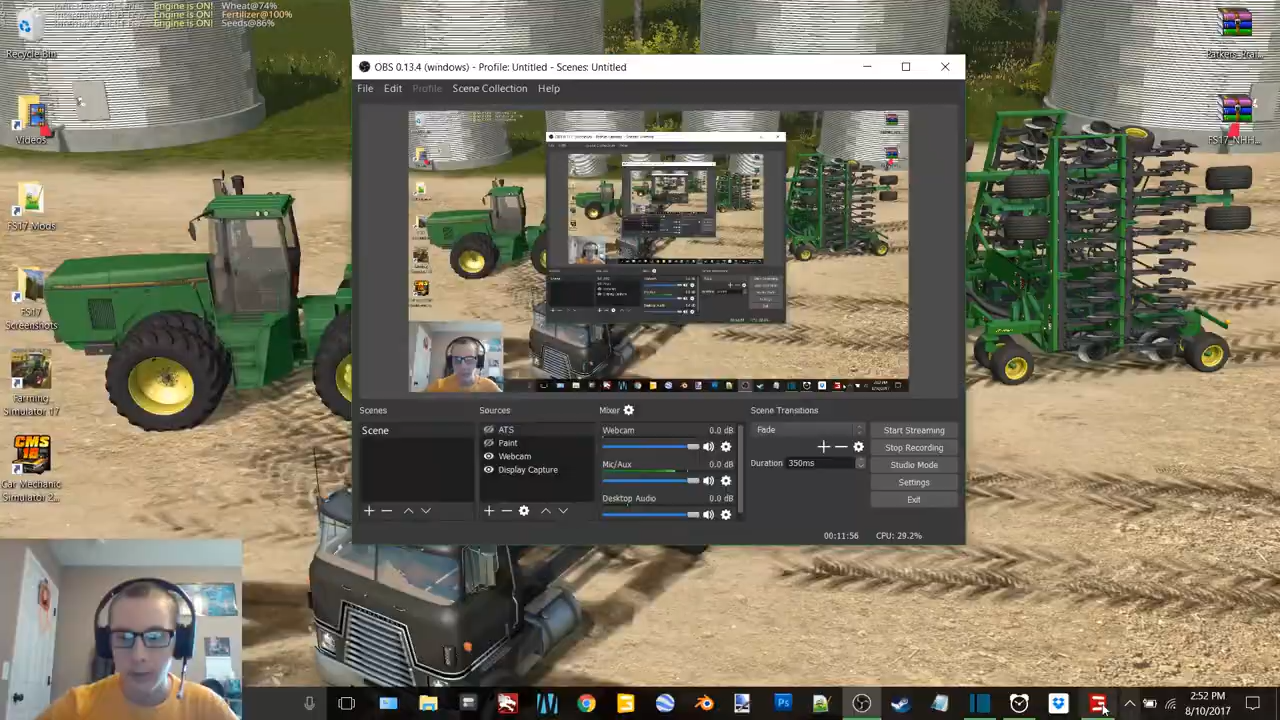 Engine is ON! Wheat@74%
Engine is ON! Fertilizer@100%
Engine is ON! Seeds@86%
Recycle Bin
Videos
FS17 Mods
FS17
Screenshots
Farming
Simulator 17
Car Mechanic
Simulator 2...
OBS 0.13.4 (windows) - Profile: Untitled - Scenes: Untitled
File Edit Profile Scene Collection Help
Scenes
Scene
Sources
ATS
Paint
Webcam
Display Capture
Mixer
Webcam 0.0 dB
Mic/Aux 0.0 dB
Desktop Audio 0.0 dB
Scene Transitions
Fade
Duration 350ms
Start Streaming
Stop Recording
Studio Mode
Settings
Exit
00:11:56 CPU: 29.2%
2:52 PM
8/10/2017